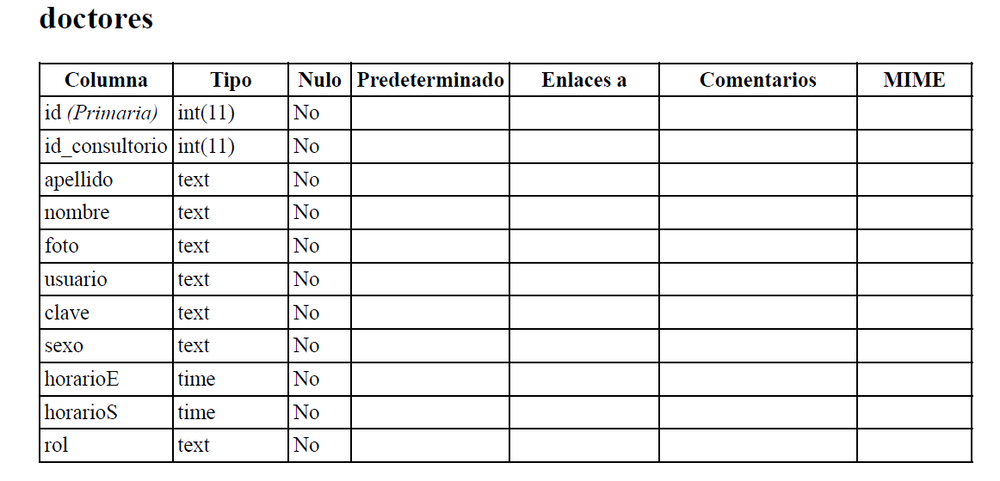 doctores
Columna Tipo Nulo Predeterminado Enlaces a Comentarios MIME
id (Primaria) int(11) No
id_consultorio int(11) No
apellido text No
nombre text No
foto text No
usuario text No
clave text No
sexo text No
horarioE time No
horarioS time No
rol text No